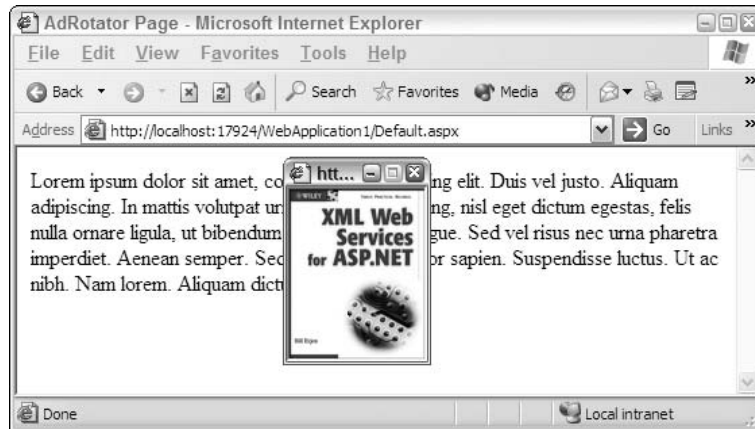 AdRotator Page - Microsoft Internet Explorer
File Edit View Favorites Tools Help
Back Search Favorites Media »
Address http://localhost:17924/WebApplication1/Default.aspx Go Links »
Lorem ipsum dolor sit amet, co ng elit. Duis vel justo. Aliquam
adipiscing. In mattis volutpat ur ng, nisl eget dictum egestas, felis
nulla ornare ligula, ut bibendum gue. Sed vel risus nec urna pharetra
imperdiet. Aenean semper. Sec or sapien. Suspendisse luctus. Ut ac
nibh. Nam lorem. Aliquam dictu
htt...
WILEY
XML Web
Services
for ASP.NET
Bill Evjen
Done Local intranet